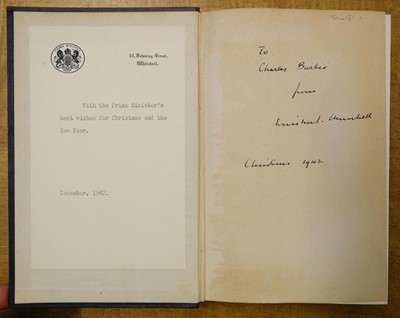 10, Downing Street,
Whitehall.
With the Prime Minister's
best wishes for Christmas and the
New Year.
December, 1942.
To
Charles Barker
from
Winston S. Churchill
Christmas 1942